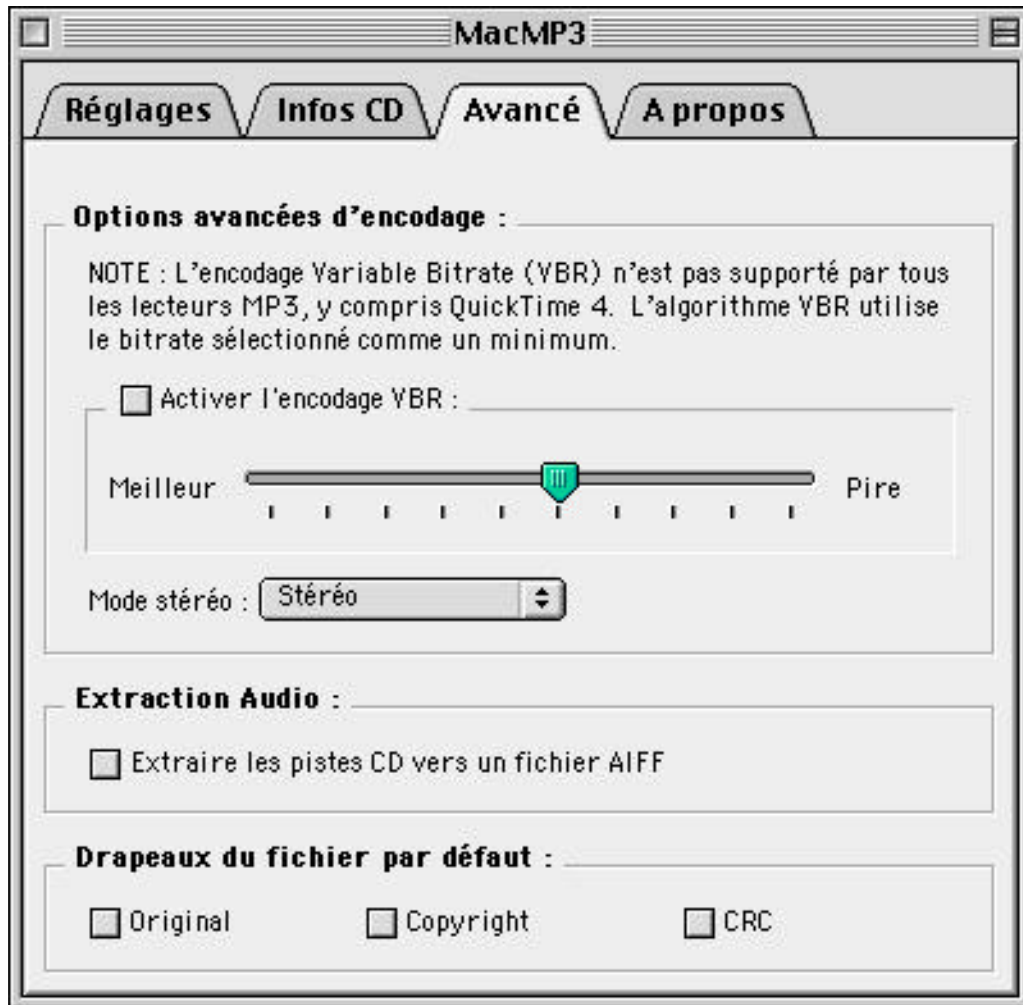 MacMP3
Réglages Infos CD Avancé A propos
Options avancées d'encodage :
NOTE : L'encodage Variable Bitrate (VBR) n'est pas supporté par tous
les lecteurs MP3, y compris QuickTime 4. L'algorithme VBR utilise
le bitrate sélectionné comme un minimum.
Activer l'encodage VBR :
Meilleur Pire
Mode stéréo : Stéréo
Extraction Audio :
Extraire les pistes CD vers un fichier AIFF
Drapeaux du fichier par défaut :
Original Copyright CRC